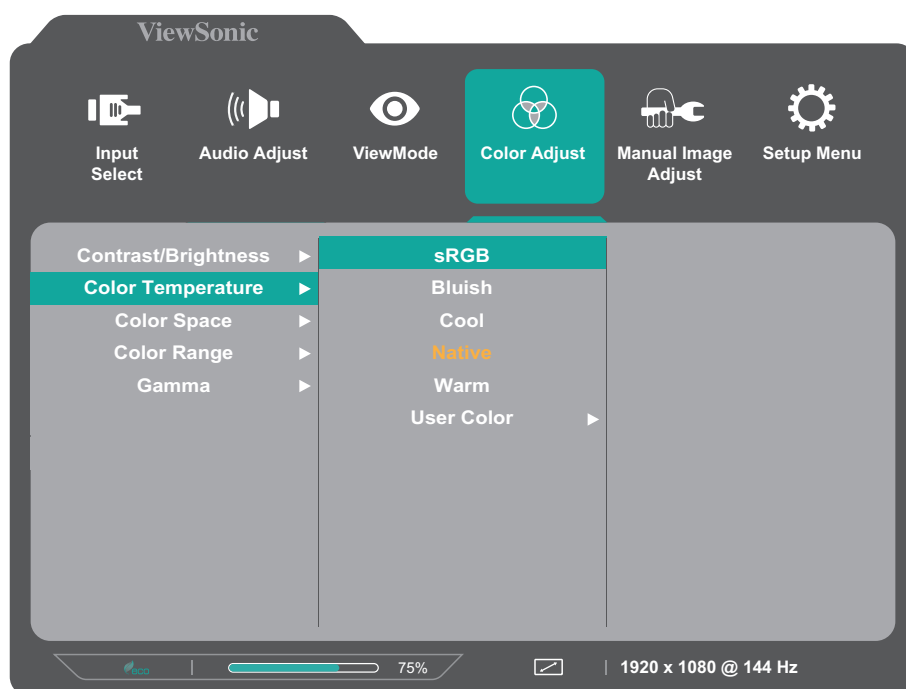 ViewSonic
Input Select
Audio Adjust
ViewMode
Color Adjust
Manual Image Adjust
Setup Menu
Contrast/Brightness
Color Temperature
Color Space
Color Range
Gamma
sRGB
Bluish
Cool
Native
Warm
User Color
eco
75%
1920 x 1080 @ 144 Hz